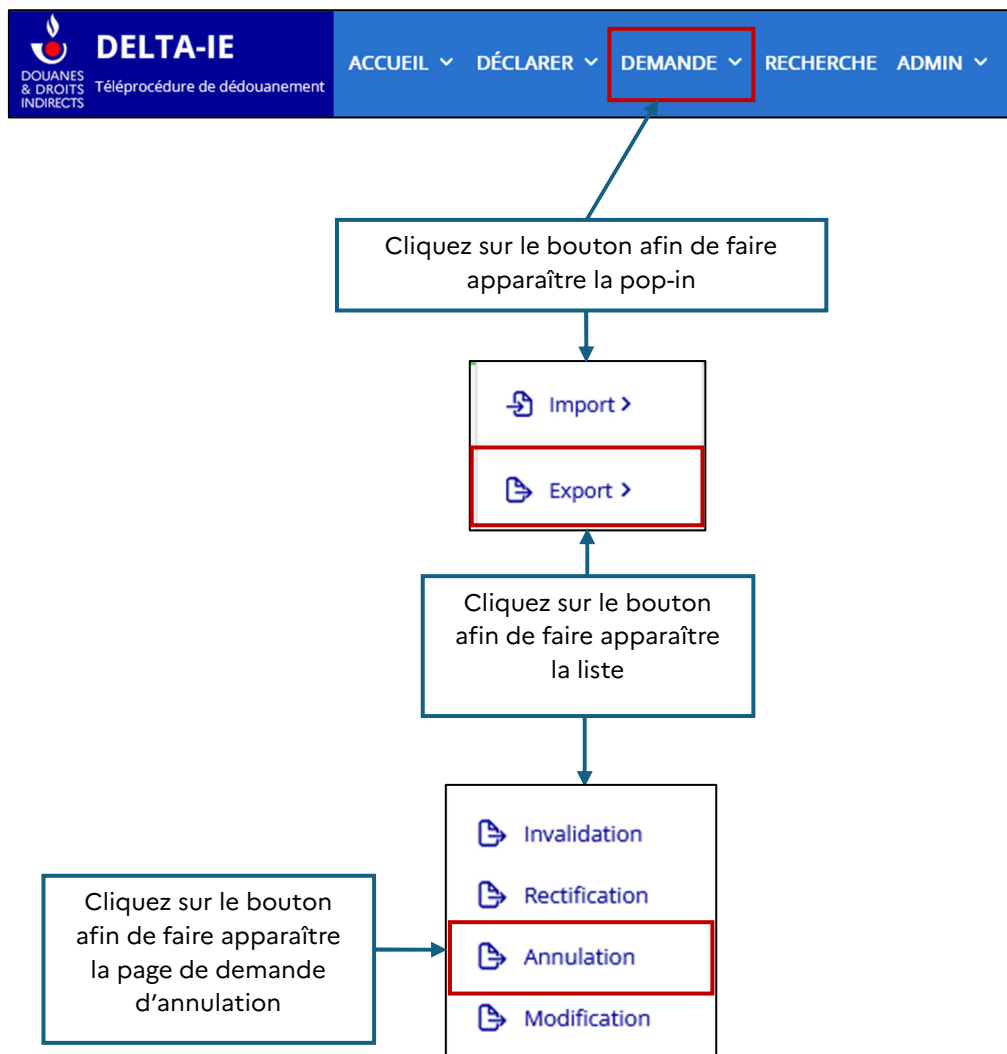 DOUANES
& DROITS
INDIRECTS
DELTA-IE
Téléprocédure de dédouanement
ACCUEIL DÉCLARER DEMANDE RECHERCHE ADMIN
Cliquez sur le bouton afin de faire
apparaître la pop-in
Import >
Export >
Cliquez sur le bouton
afin de faire apparaître
la liste
Invalidation
Rectification
Annulation
Modification
Cliquez sur le bouton
afin de faire apparaître
la page de demande
d’annulation